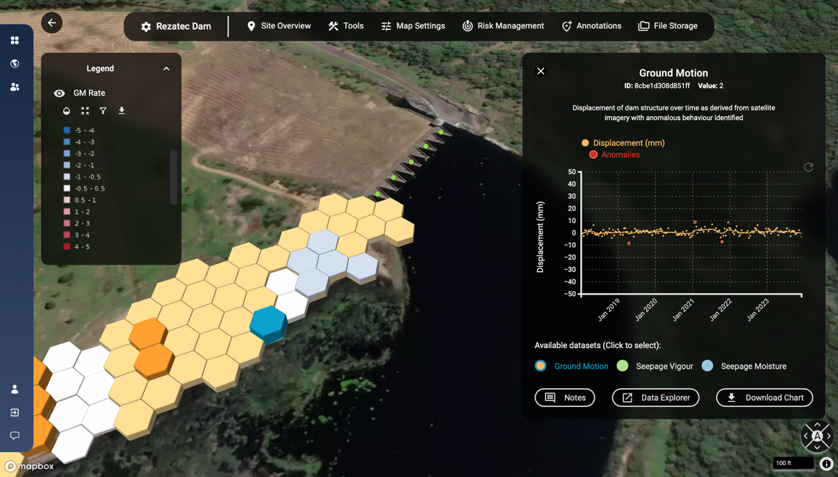 Rezatec Dam
Site Overview
Tools
Map Settings
Risk Management
Annotations
File Storage
Legend
GM Rate
-5 - -4
-4 - -3
-3 - -2
-2 - -1
-1 - -0.5
-0.5 - 0.5
0.5 - 1
1 - 2
2 - 3
3 - 4
4 - 5
Ground Motion
ID: 8cbe1d308d851ff Value: 2
Displacement of dam structure over time as derived from satellite
imagery with anomalous behaviour identified
Displacement (mm)
Anomalies
Displacement (mm)
50
40
30
20
10
0
−10
−20
−30
−40
−50
Jan 2019
Jan 2020
Jan 2021
Jan 2022
Jan 2023
Available datasets (Click to select):
Ground Motion
Seepage Vigour
Seepage Moisture
Notes
Data Explorer
Download Chart
A
mapbox
100 ft